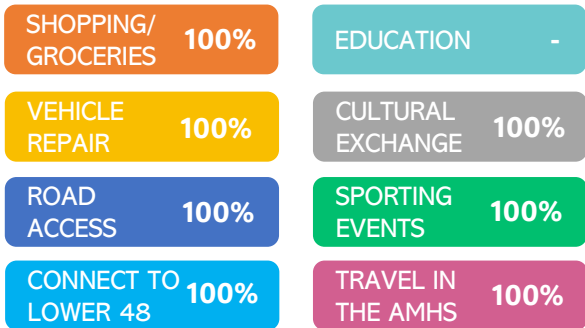 SHOPPING/
GROCERIES 100%
EDUCATION -
VEHICLE
REPAIR 100%
CULTURAL
EXCHANGE 100%
ROAD
ACCESS 100%
SPORTING
EVENTS 100%
CONNECT TO
LOWER 48 100%
TRAVEL IN
THE AMHS 100%